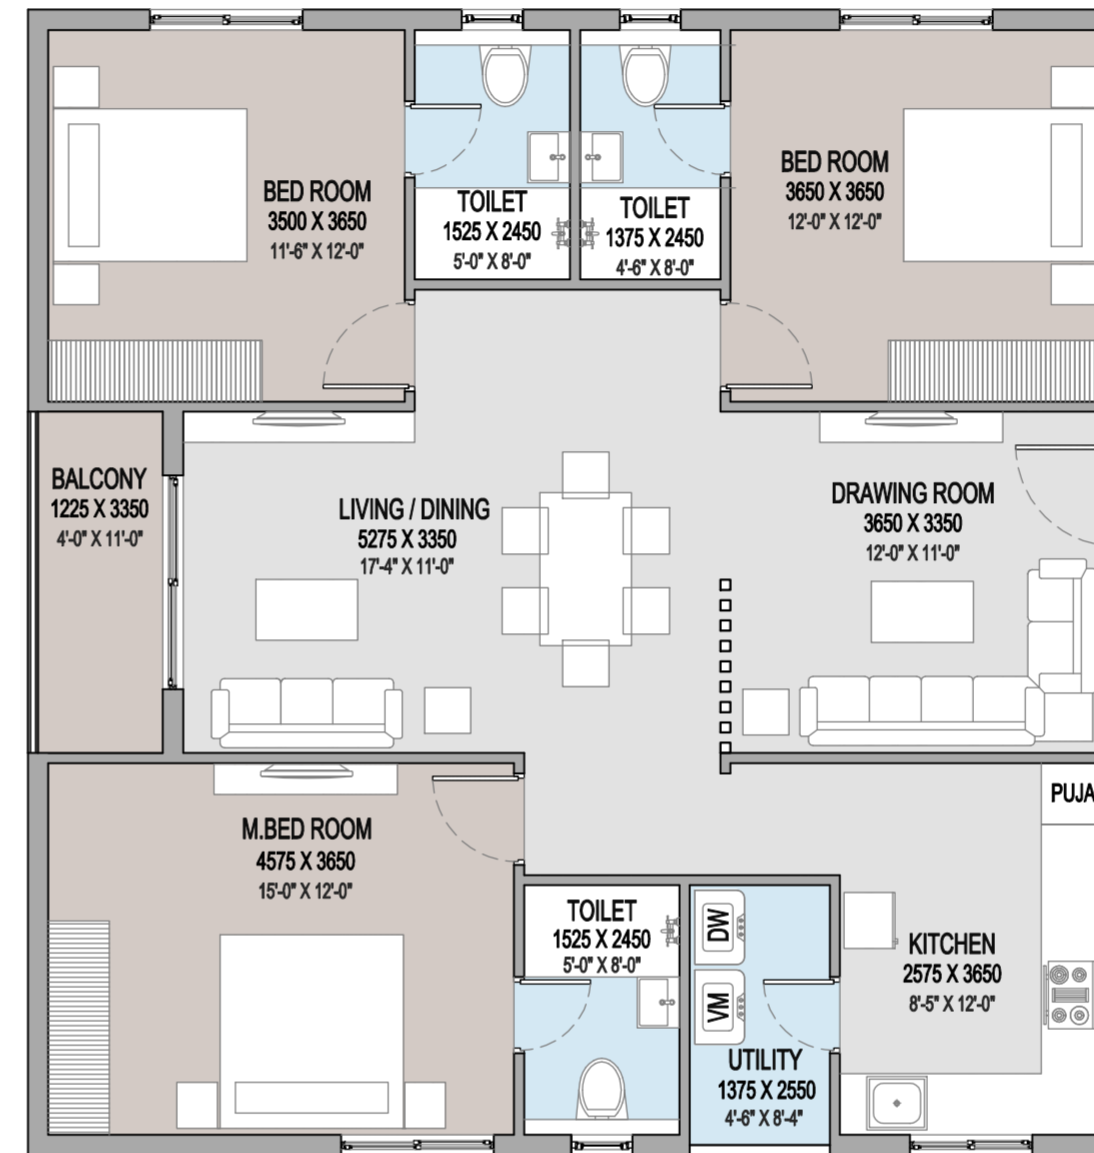 BED ROOM
3500 X 3650
11'-6" X 12'-0"
TOILET
1525 X 2450
5'-0" X 8'-0"
TOILET
1375 X 2450
4'-6" X 8'-0"
BED ROOM
3650 X 3650
12'-0" X 12'-0"
BALCONY
1225 X 3350
4'-0" X 11'-0"
LIVING / DINING
5275 X 3350
17'-4" X 11'-0"
DRAWING ROOM
3650 X 3350
12'-0" X 11'-0"
M.BED ROOM
4575 X 3650
15'-0" X 12'-0"
PUJA
TOILET
1525 X 2450
5'-0" X 8'-0"
DW
VM
UTILITY
1375 X 2550
4'-6" X 8'-4"
KITCHEN
2575 X 3650
8'-5" X 12'-0"